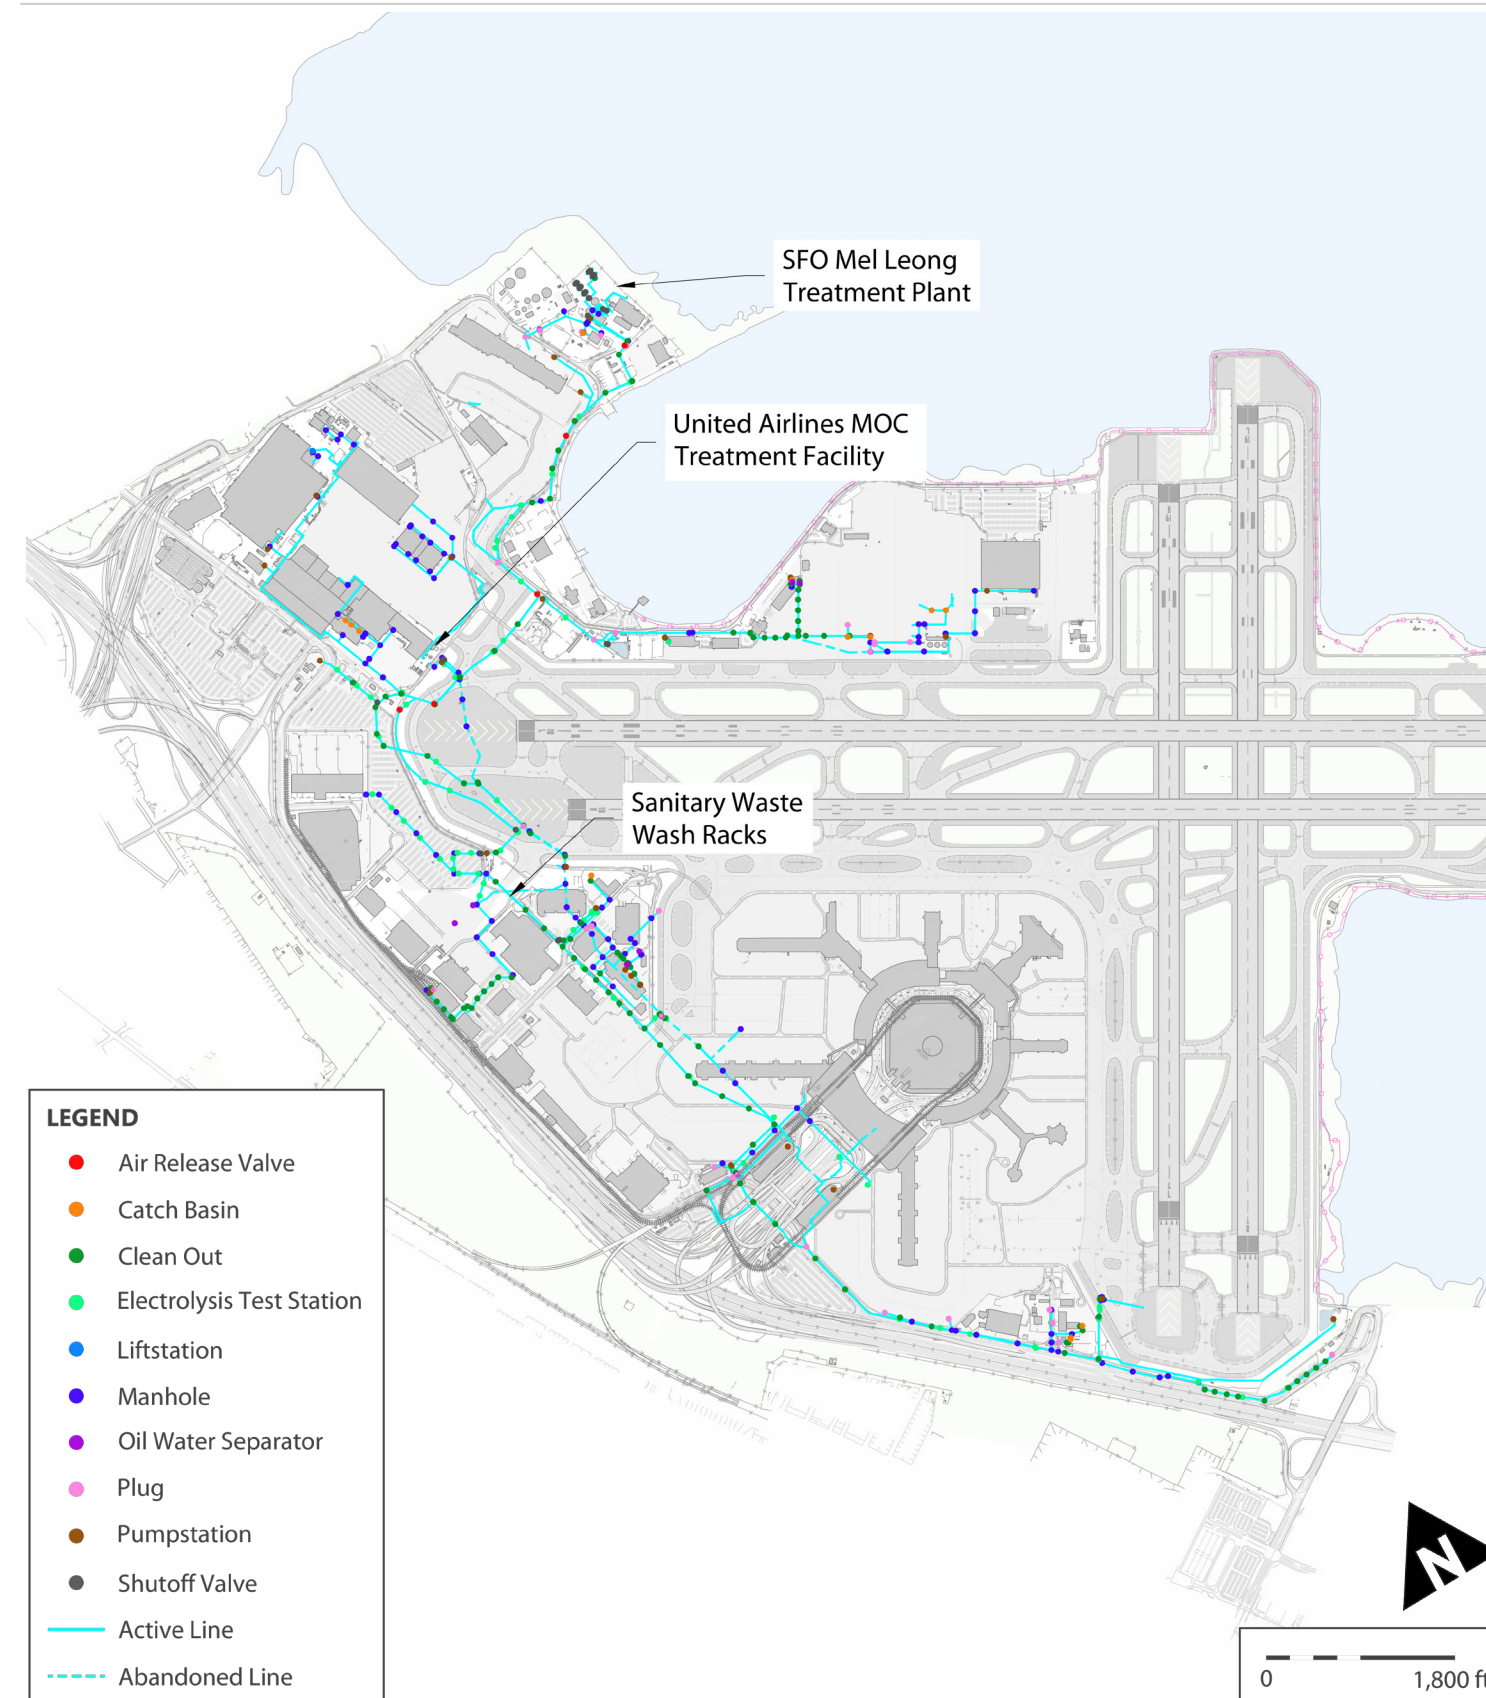 SFO Mel Leong
Treatment Plant
United Airlines MOC
Treatment Facility
Sanitary Waste
Wash Racks
LEGEND
Air Release Valve
Catch Basin
Clean Out
Electrolysis Test Station
Liftstation
Manhole
Oil Water Separator
Plug
Pumpstation
Shutoff Valve
Active Line
Abandoned Line
N
0 1,800 ft